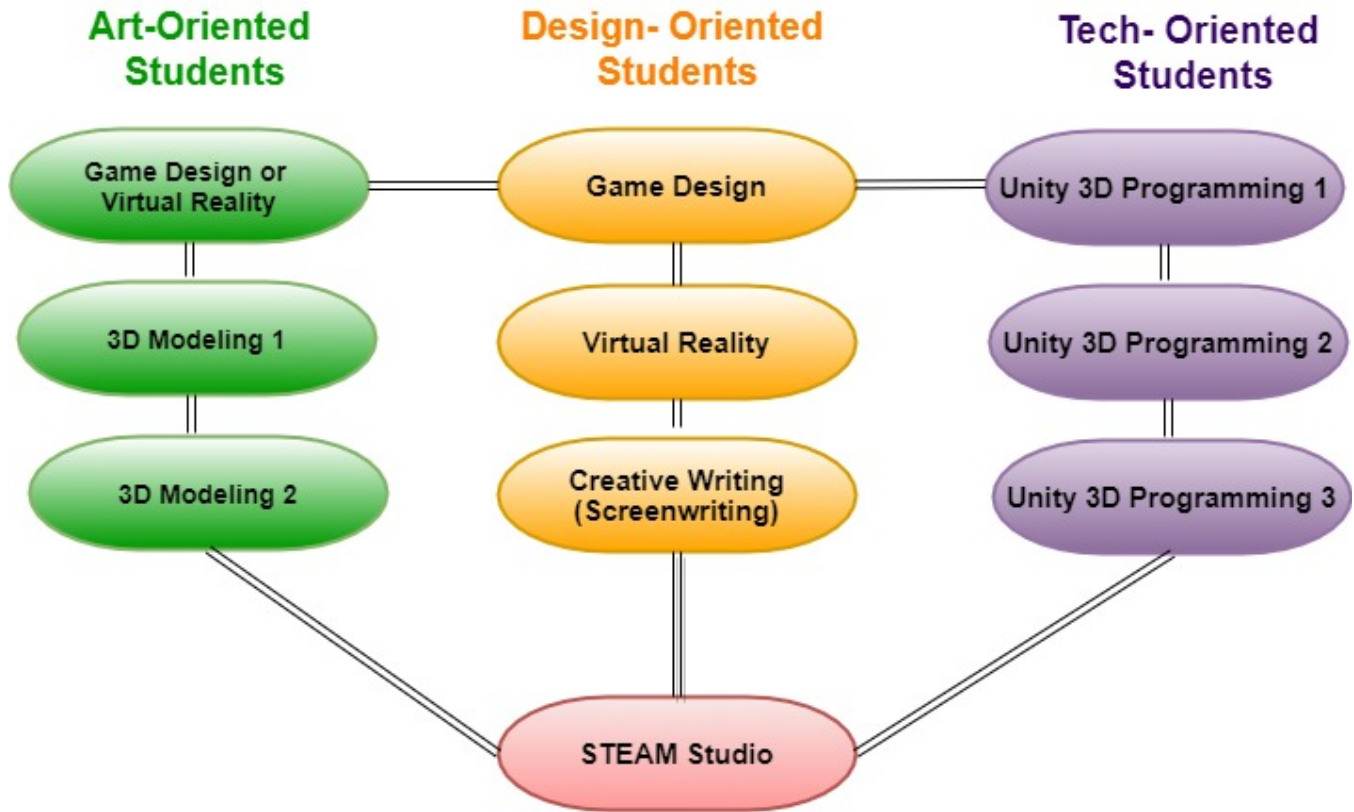 Art-Oriented
Students
Design- Oriented
Students
Tech- Oriented
Students
Game Design or
Virtual Reality
Game Design
Unity 3D Programming 1
3D Modeling 1
Virtual Reality
Unity 3D Programming 2
3D Modeling 2
Creative Writing
(Screenwriting)
Unity 3D Programming 3
STEAM Studio